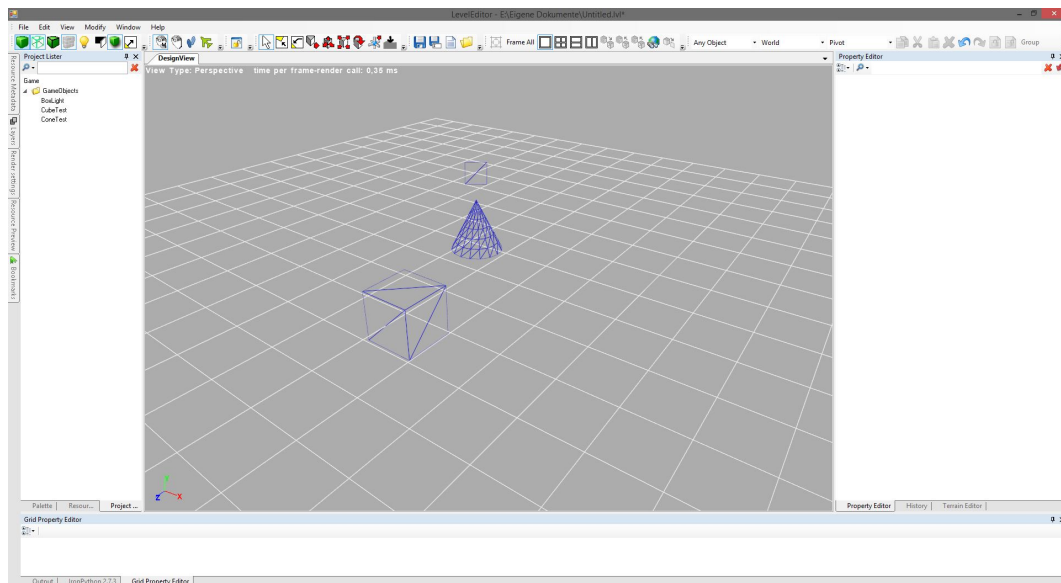 LevelEditor - E:\Eigene Dokumente\Untitled.lvl*
File Edit View Modify Window Help
Frame All Any Object World Pivot Group
Project Lister
DesignView
Property Editor
View Type: Perspective time per frame-render call: 0,35 ms
Game
GameObjects
BoxLight
CubeTest
ConeTest
Resource Metadata
Layers
Render settings
Resource Preview
Bookmarks
Y
Z X
Palette Resour... Project ...
Property Editor History Terrain Editor
Grid Property Editor
Output IronPython 2.7.3 Grid Property Editor